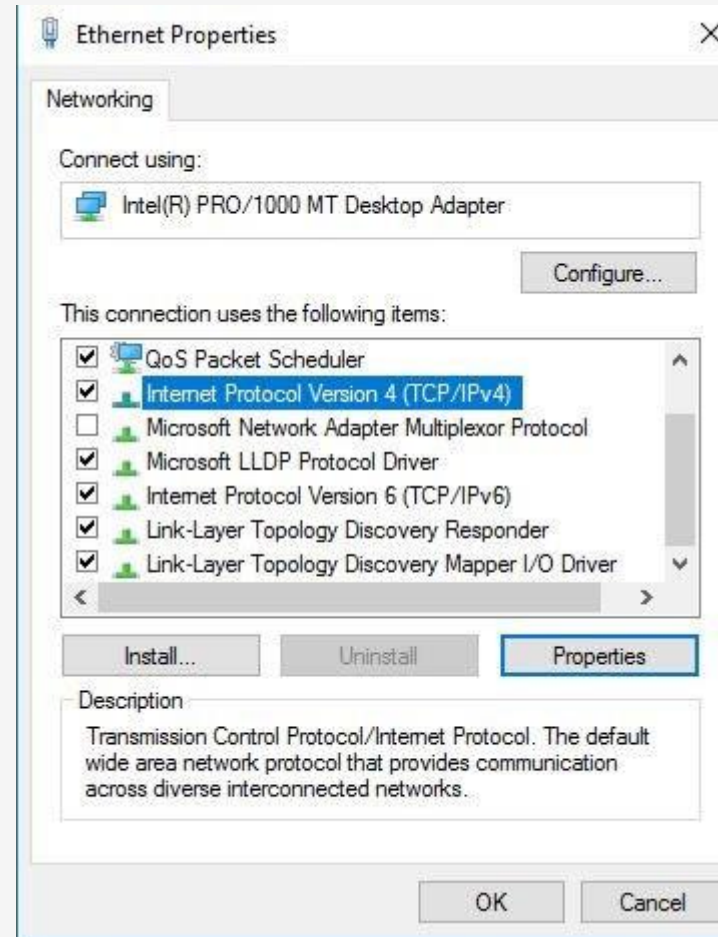 Ethernet Properties
Networking
Connect using:
Intel(R) PRO/1000 MT Desktop Adapter
Configure...
This connection uses the following items:
QoS Packet Scheduler
Internet Protocol Version 4 (TCP/IPv4)
Microsoft Network Adapter Multiplexor Protocol
Microsoft LLDP Protocol Driver
Internet Protocol Version 6 (TCP/IPv6)
Link-Layer Topology Discovery Responder
Link-Layer Topology Discovery Mapper I/O Driver
Install... Uninstall Properties
Description
Transmission Control Protocol/Internet Protocol. The default
wide area network protocol that provides communication
across diverse interconnected networks.
OK Cancel